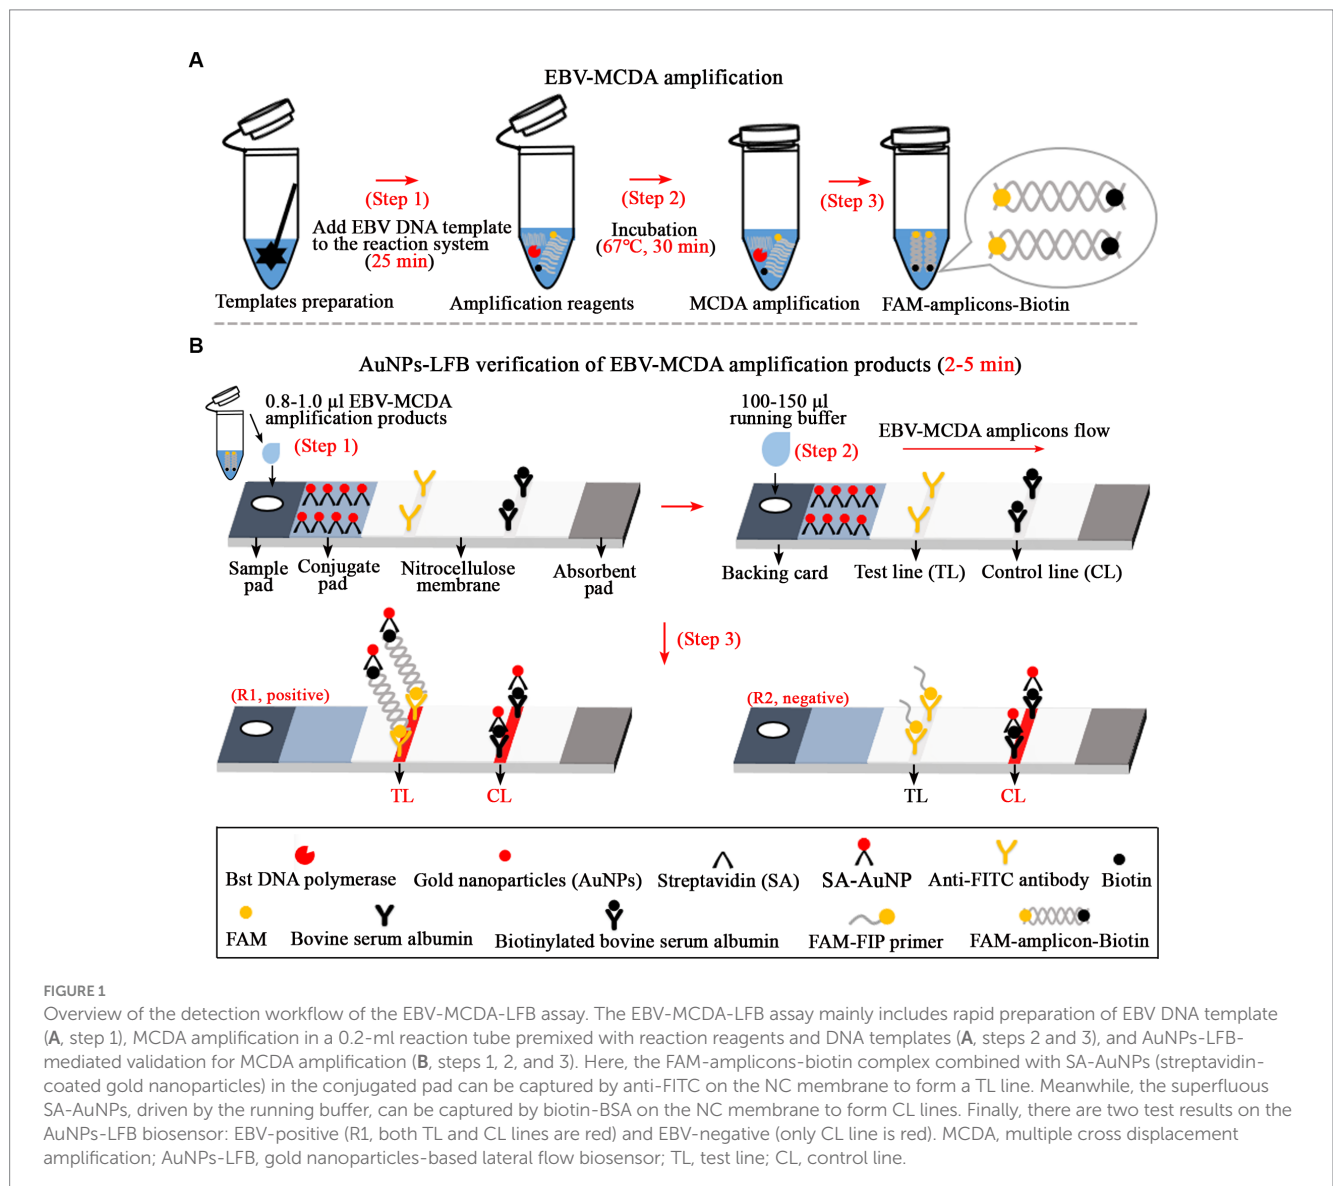 A
EBV-MCDA amplification
(Step 1)
Add EBV DNA template
to the reaction system
(25 min)
(Step 2)
Incubation
(67℃, 30 min)
(Step 3)
Templates preparation
Amplification reagents
MCDA amplification
FAM-amplicons-Biotin
B
AuNPs-LFB verification of EBV-MCDA amplification products (2-5 min)
0.8-1.0 μl EBV-MCDA
amplification products
(Step 1)
100-150 μl
running buffer
(Step 2)
EBV-MCDA amplicons flow
Sample
pad
Conjugate
pad
Nitrocellulose
membrane
Absorbent
pad
Backing card
Test line (TL)
Control line (CL)
(Step 3)
(R1, positive)
(R2, negative)
TL
CL
TL
CL
Bst DNA polymerase
Gold nanoparticles (AuNPs)
Streptavidin (SA)
SA-AuNP
Anti-FITC antibody
Biotin
FAM
Bovine serum albumin
Biotinylated bovine serum albumin
FAM-FIP primer
FAM-amplicon-Biotin
FIGURE 1
Overview of the detection workflow of the EBV-MCDA-LFB assay. The EBV-MCDA-LFB assay mainly includes rapid preparation of EBV DNA template
(A, step 1), MCDA amplification in a 0.2-ml reaction tube premixed with reaction reagents and DNA templates (A, steps 2 and 3), and AuNPs-LFB-
mediated validation for MCDA amplification (B, steps 1, 2, and 3). Here, the FAM-amplicons-biotin complex combined with SA-AuNPs (streptavidin-
coated gold nanoparticles) in the conjugated pad can be captured by anti-FITC on the NC membrane to form a TL line. Meanwhile, the superfluous
SA-AuNPs, driven by the running buffer, can be captured by biotin-BSA on the NC membrane to form CL lines. Finally, there are two test results on the
AuNPs-LFB biosensor: EBV-positive (R1, both TL and CL lines are red) and EBV-negative (only CL line is red). MCDA, multiple cross displacement
amplification; AuNPs-LFB, gold nanoparticles-based lateral flow biosensor; TL, test line; CL, control line.